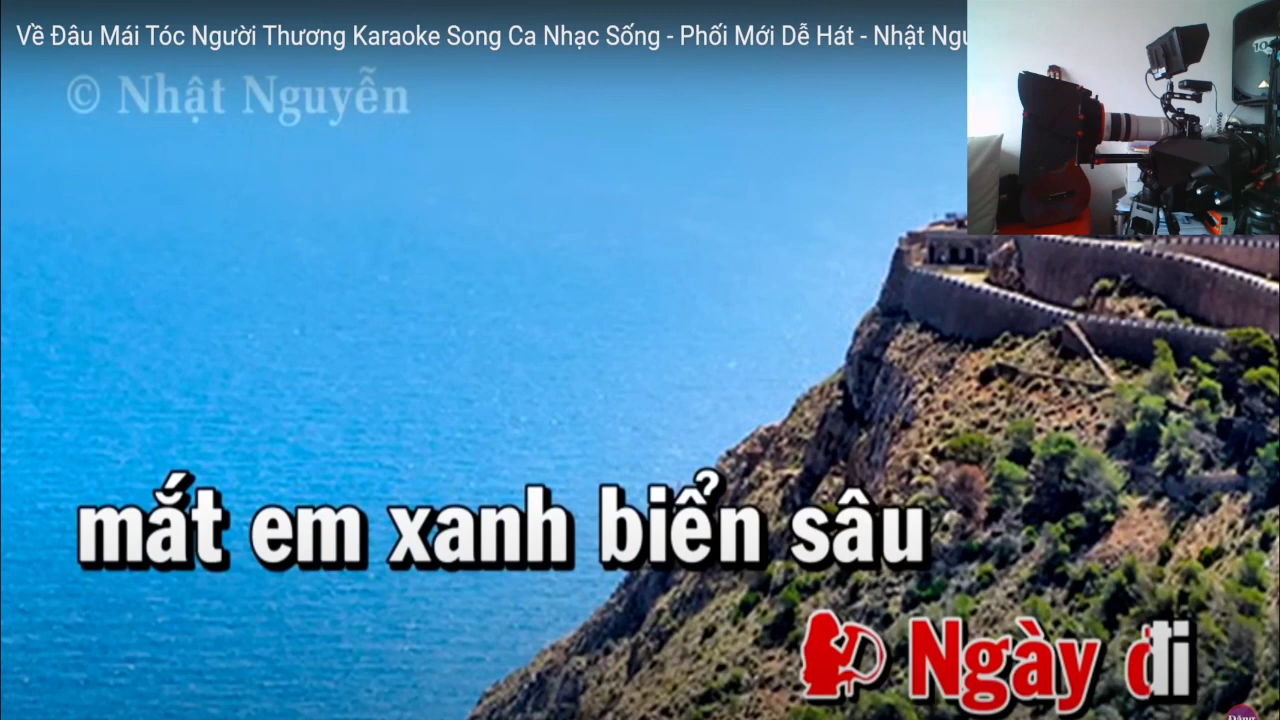 Về Đâu Mái Tóc Người Thương Karaoke Song Ca Nhạc Sống - Phối Mới Dễ Hát - Nhật
© Nhật Nguyễn
mắt em xanh biển sâu
Ngày đi